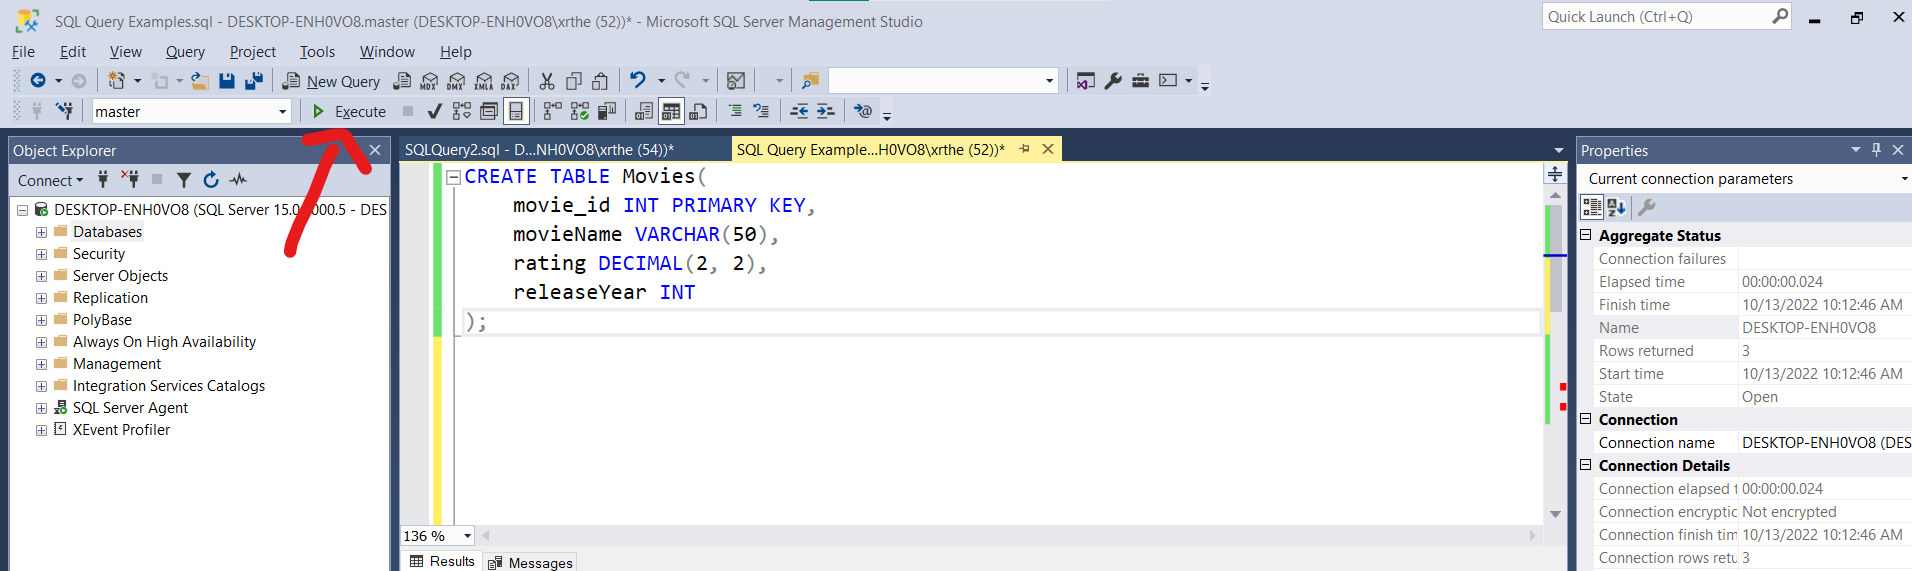 SQL Query Examples.sql - DESKTOP-ENH0VO8.master (DESKTOP-ENH0VO8\xrthe (52))* - Microsoft SQL Server Management Studio
Quick Launch (Ctrl+Q)
File Edit View Query Project Tools Window Help
New Query MDX DMX XMLA DAX
master Execute
Object Explorer
Connect
DESKTOP-ENH0VO8 (SQL Server 15.0 000.5 - DES
Databases
Security
Server Objects
Replication
PolyBase
Always On High Availability
Management
Integration Services Catalogs
SQL Server Agent
XEvent Profiler
SQLQuery2.sql - D...NH0VO8\xrthe (54))*
SQL Query Example...H0VO8\xrthe (52))*
CREATE TABLE Movies(
movie_id INT PRIMARY KEY,
movieName VARCHAR(50),
rating DECIMAL(2, 2),
releaseYear INT
);
136 %
Results Messages
Properties
Current connection parameters
Aggregate Status
Connection failures
Elapsed time 00:00:00.024
Finish time 10/13/2022 10:12:46 AM
Name DESKTOP-ENH0VO8
Rows returned 3
Start time 10/13/2022 10:12:46 AM
State Open
Connection
Connection name DESKTOP-ENH0VO8 (DES
Connection Details
Connection elapsed t 00:00:00.024
Connection encryptic Not encrypted
Connection finish tim 10/13/2022 10:12:46 AM
Connection rows retu 3